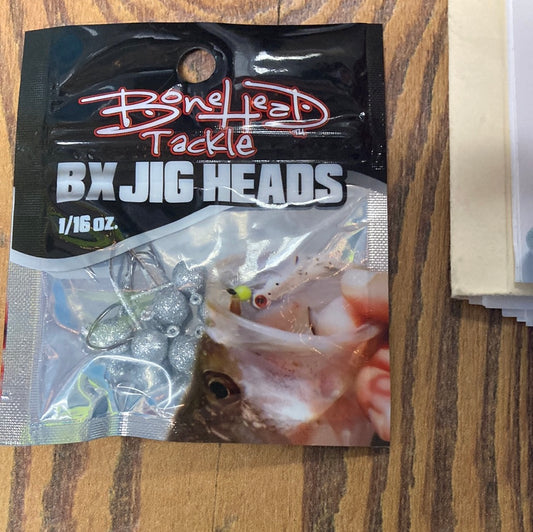 BoneHead
Tackle
BX JIG HEADS
1/16 oz.